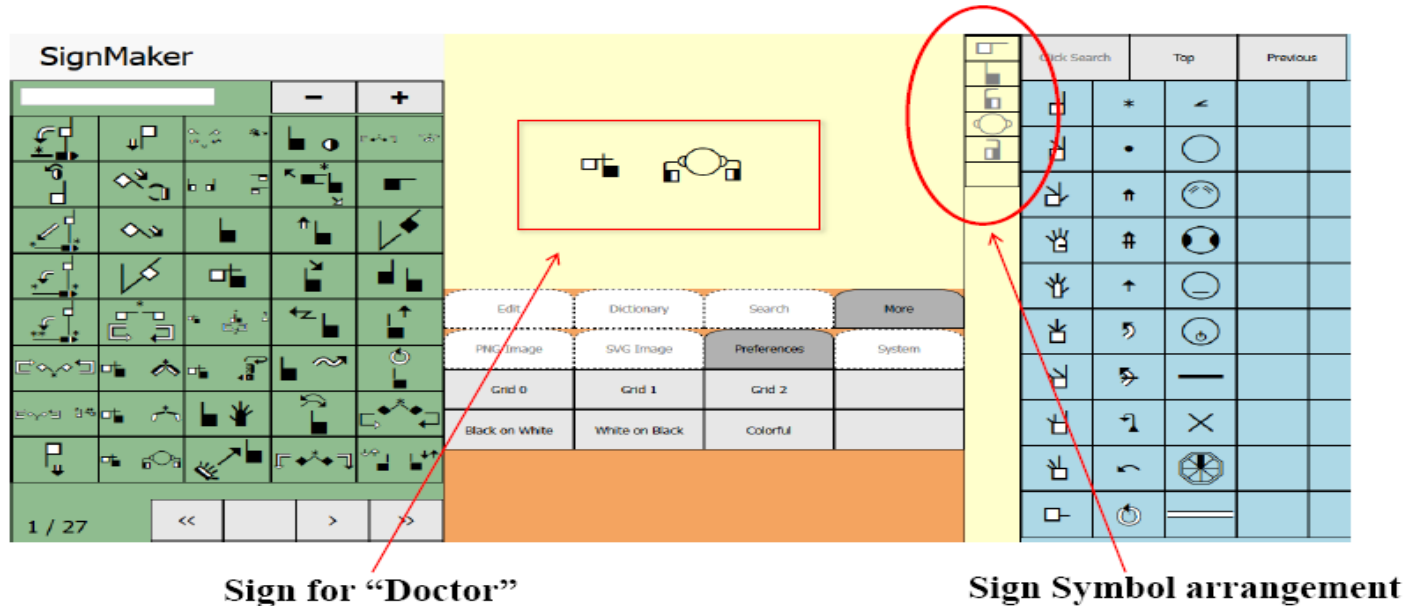 SignMaker
Click Search
Top
Previous
Edit
Dictionary
Search
More
PNG Image
SVG Image
Preferences
System
Grid 0
Grid 1
Grid 2
Black on White
White on Black
Colorful
1 / 27
<<
>
>>
Sign for “Doctor”
Sign Symbol arrangement